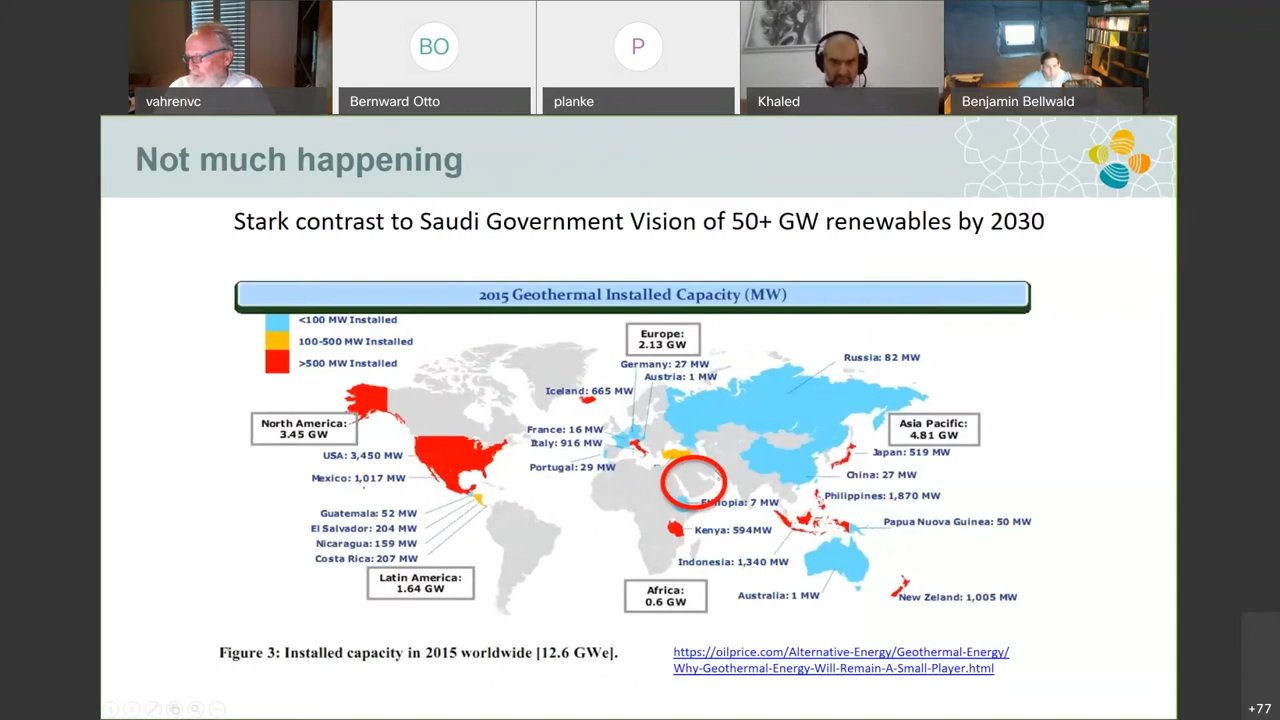 BO
P
vahrenvc
Bernward Otto
planke
Khaled
Benjamin Bellwald
Not much happening
Stark contrast to Saudi Government Vision of 50+ GW renewables by 2030
2015 Geothermal Installed Capacity (MW)
<100 MW Installed
100-500 MW Installed
>500 MW Installed
Europe:
2.13 GW
Germany: 27 MW
Austria: 1 MW
Russia: 82 MW
Iceland: 665 MW
North America:
3.45 GW
France: 16 MW
Italy: 916 MW
Portugal: 29 MW
Asia Pacific:
4.81 GW
USA: 3,450 MW
Mexico: 1,017 MW
Japan: 519 MW
China: 27 MW
Philippines: 1,870 MW
Ethiopia: 7 MW
Guatemala: 52 MW
El Salvador: 204 MW
Nicaragua: 159 MW
Costa Rica: 207 MW
Kenya: 594MW
Papua Nuova Guinea: 50 MW
Indonesia: 1,340 MW
Latin America:
1.64 GW
Africa:
0.6 GW
Australia: 1 MW
New Zeland: 1,005 MW
Figure 3: Installed capacity in 2015 worldwide [12.6 GWe].
https://oilprice.com/Alternative-Energy/Geothermal-Energy/
Why-Geothermal-Energy-Will-Remain-A-Small-Player.html
+77